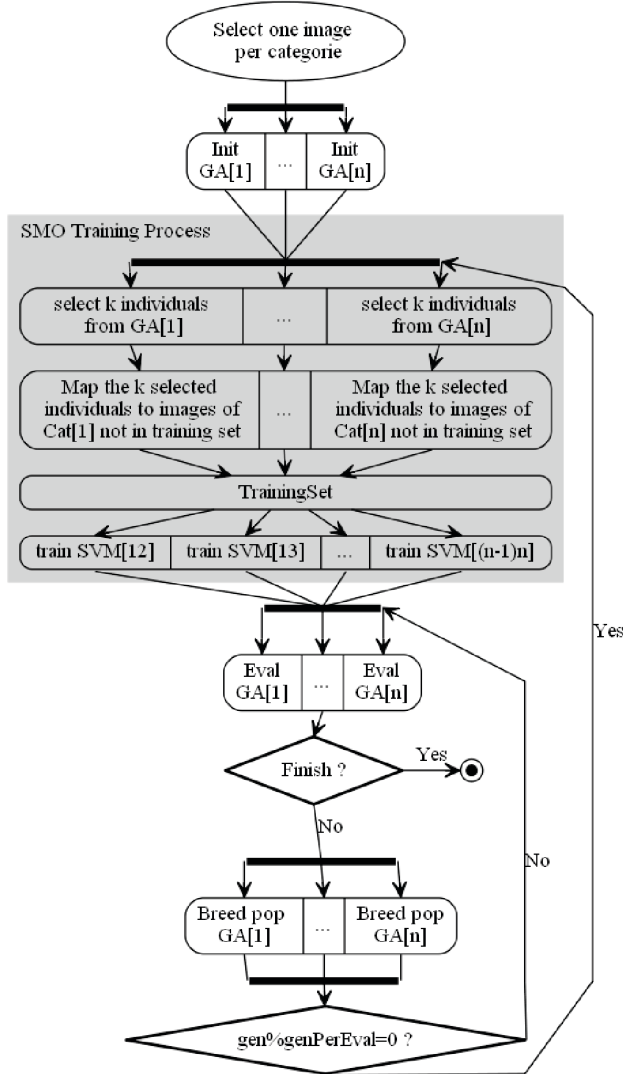 Select one image
per categorie
Init
GA[1]
...
Init
GA[n]
SMO Training Process
select k individuals
from GA[1]
...
select k individuals
from GA[n]
Map the k selected
individuals to images of
Cat[1] not in training set
...
Map the k selected
individuals to images of
Cat[n] not in training set
TrainingSet
train SVM[12]
train SVM[13]
...
train SVM[(n-1)n]
Eval
GA[1]
...
Eval
GA[n]
Yes
Finish ?
Yes
No
No
Breed pop
GA[1]
...
Breed pop
GA[n]
gen%genPerEval=0 ?